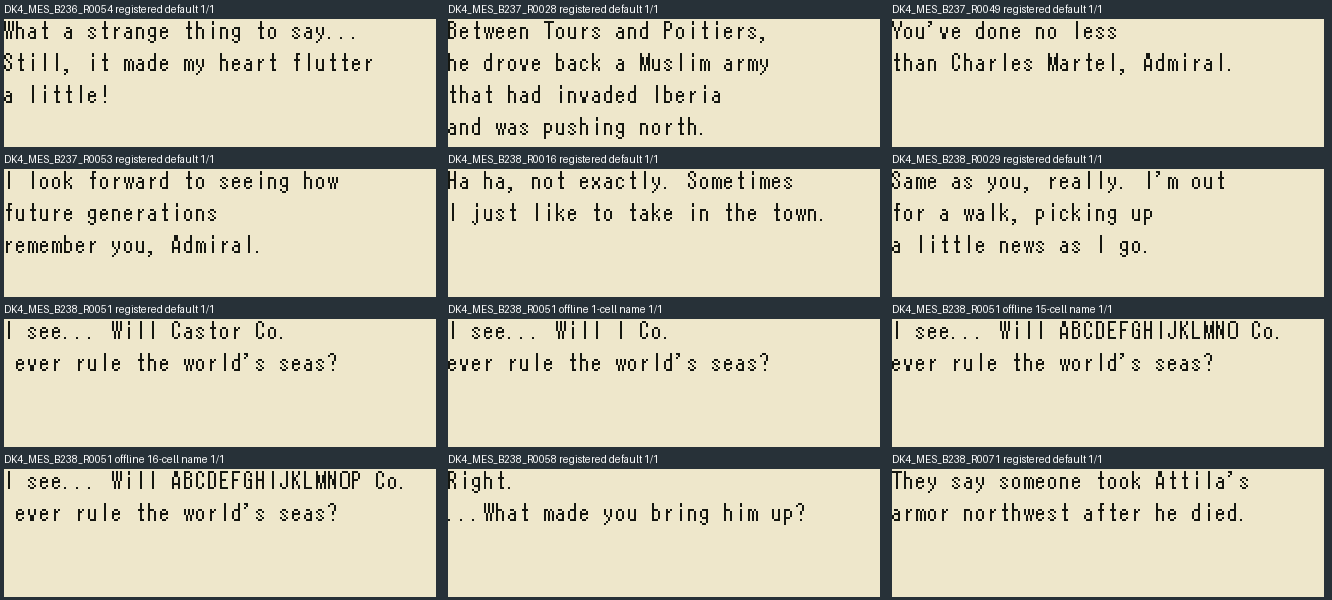 DK4_MES_B236_R0054 registered default 1/1
What a strange thing to say...
Still, it made my heart flutter
a little!
DK4_MES_B237_R0028 registered default 1/1
Between Tours and Poitiers,
he drove back a Muslim army
that had invaded Iberia
and was pushing north.
DK4_MES_B237_R0049 registered default 1/1
You've done no less
than Charles Martel, Admiral.
DK4_MES_B237_R0053 registered default 1/1
I look forward to seeing how
future generations
remember you, Admiral.
DK4_MES_B238_R0016 registered default 1/1
Ha ha, not exactly. Sometimes
I just like to take in the town.
DK4_MES_B238_R0029 registered default 1/1
Same as you, really. I'm out
for a walk, picking up
a little news as I go.
DK4_MES_B238_R0051 registered default 1/1
I see... Will Castor Co.
ever rule the world's seas?
DK4_MES_B238_R0051 offline 1-cell name 1/1
I see... Will I Co.
ever rule the world's seas?
DK4_MES_B238_R0051 offline 15-cell name 1/1
I see... Will ABCDEFGHIJKLMNO Co.
ever rule the world's seas?
DK4_MES_B238_R0051 offline 16-cell name 1/1
I see... Will ABCDEFGHIJKLMNOP Co.
ever rule the world's seas?
DK4_MES_B238_R0058 registered default 1/1
Right.
...What made you bring him up?
DK4_MES_B238_R0071 registered default 1/1
They say someone took Attila's
armor northwest after he died.